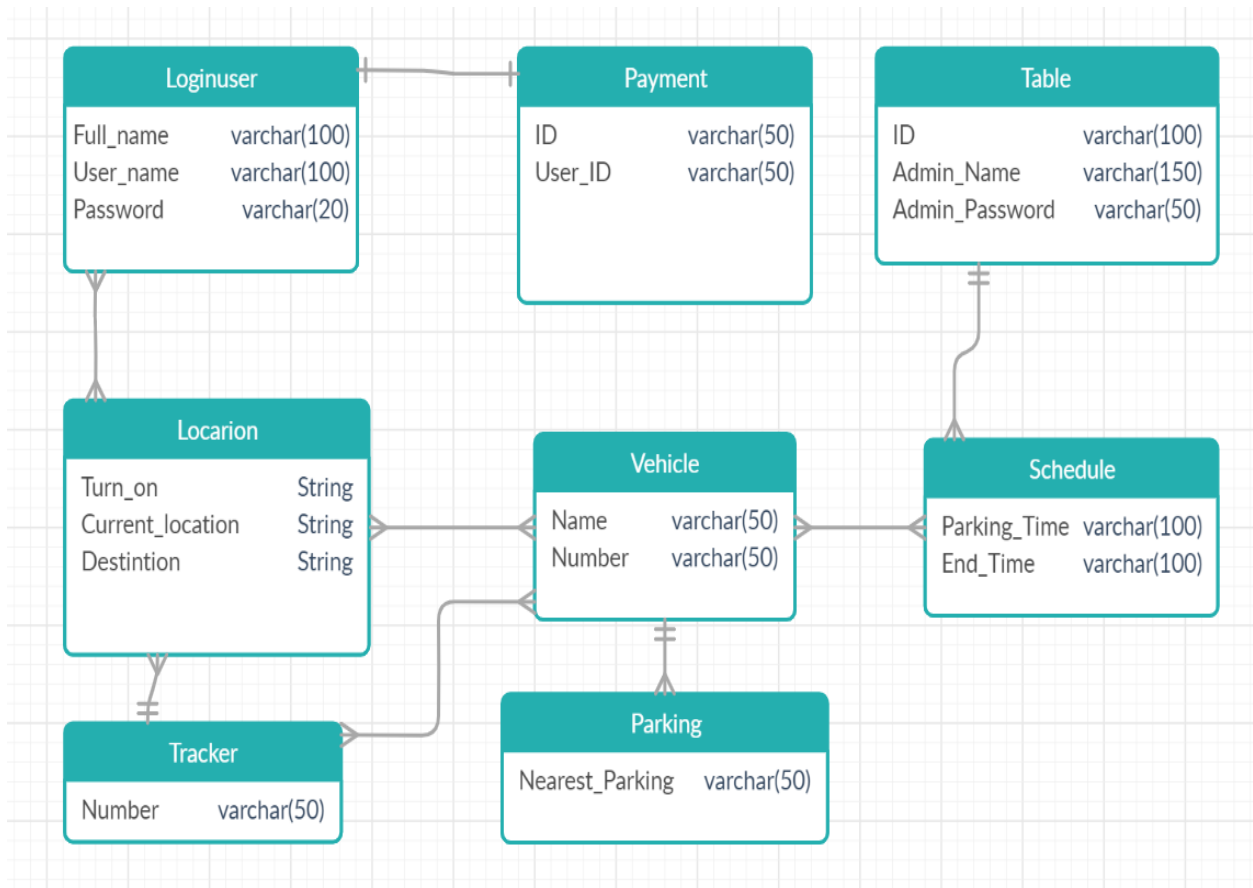 Loginuser
Full_name varchar(100)
User_name varchar(100)
Password varchar(20)
Payment
ID varchar(50)
User_ID varchar(50)
Table
ID varchar(100)
Admin_Name varchar(150)
Admin_Password varchar(50)
Locarion
Turn_on String
Current_location String
Destintion String
Vehicle
Name varchar(50)
Number varchar(50)
Schedule
Parking_Time varchar(100)
End_Time varchar(100)
Tracker
Number varchar(50)
Parking
Nearest_Parking varchar(50)